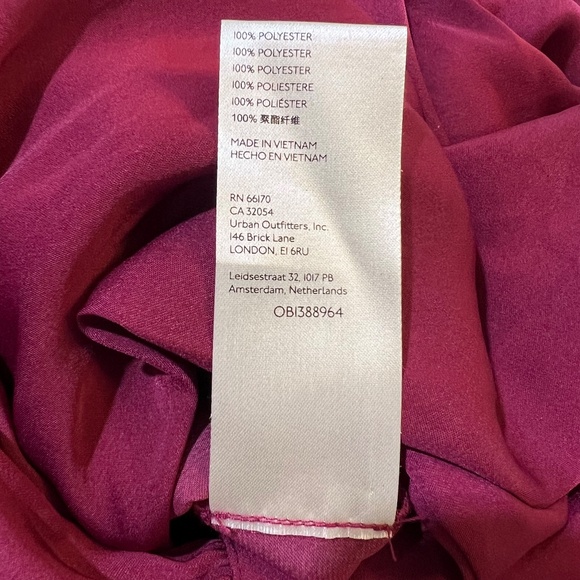 100% POLYESTER
100% POLYESTER
100% POLYESTER
100% POLIESTERE
100% POLIÉSTER
100% 聚酯纤维
MADE IN VIETNAM
HECHO EN VIETNAM
RN 66170
CA 32054
Urban Outfitters, Inc.
146 Brick Lane
LONDON, E1 6RU
Leidsestraat 32, 1017 PB
Amsterdam, Netherlands
OB1388964